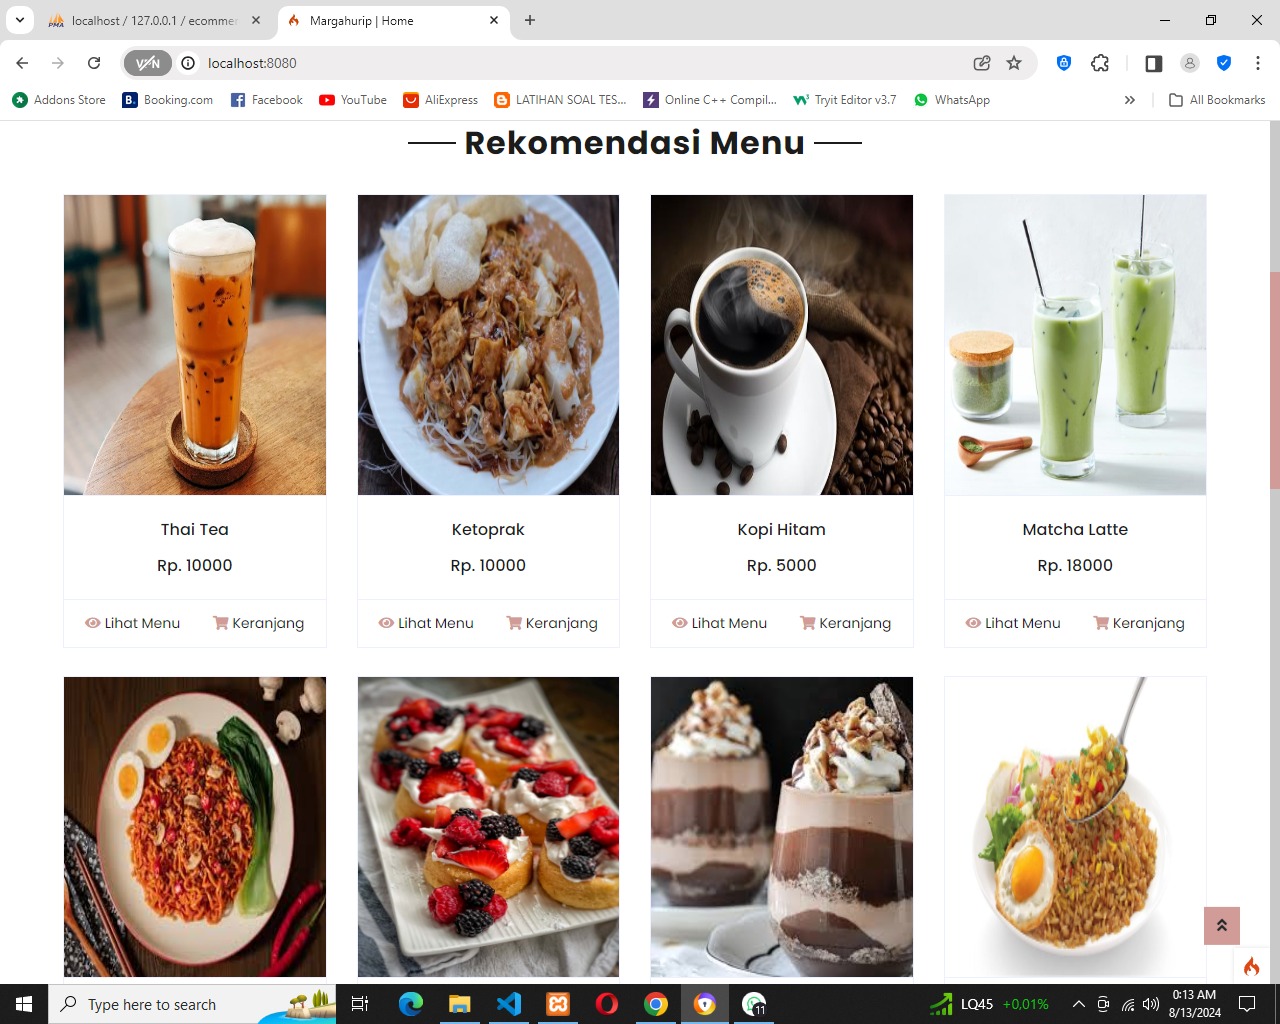 localhost / 127.0.0.1 / ecommer
Margahurip | Home
VPN
localhost:8080
Addons Store
Booking.com
Facebook
YouTube
AliExpress
LATIHAN SOAL TES...
Online C++ Compil...
Tryit Editor v3.7
WhatsApp
All Bookmarks
Rekomendasi Menu
Thai Tea
Ketoprak
Kopi Hitam
Matcha Latte
Rp. 10000
Rp. 10000
Rp. 5000
Rp. 18000
Lihat Menu Keranjang
Lihat Menu Keranjang
Lihat Menu Keranjang
Lihat Menu Keranjang
Type here to search
11
LQ45 +0,01%
0:13 AM
8/13/2024